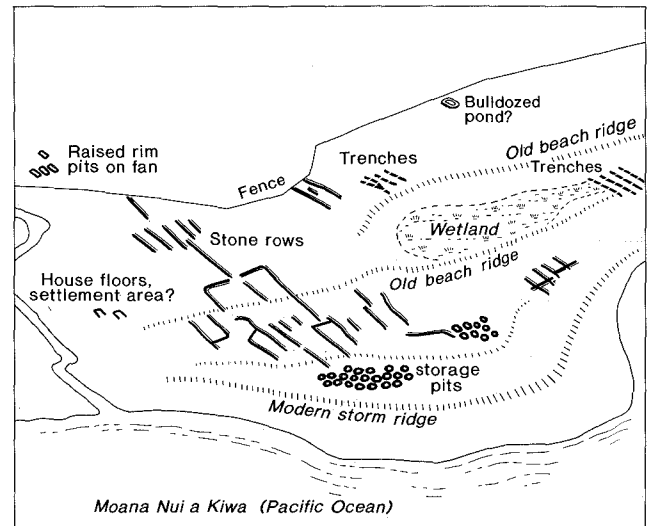 Bulldozed
pond?
Old beach ridge
Raised rim
pits on fan
Trenches
Trenches
Fence
Wetland
Stone rows
Old beach ridge
House floors,
settlement area?
storage
pits
Modern storm ridge
Moana Nui a Kiwa (Pacific Ocean)